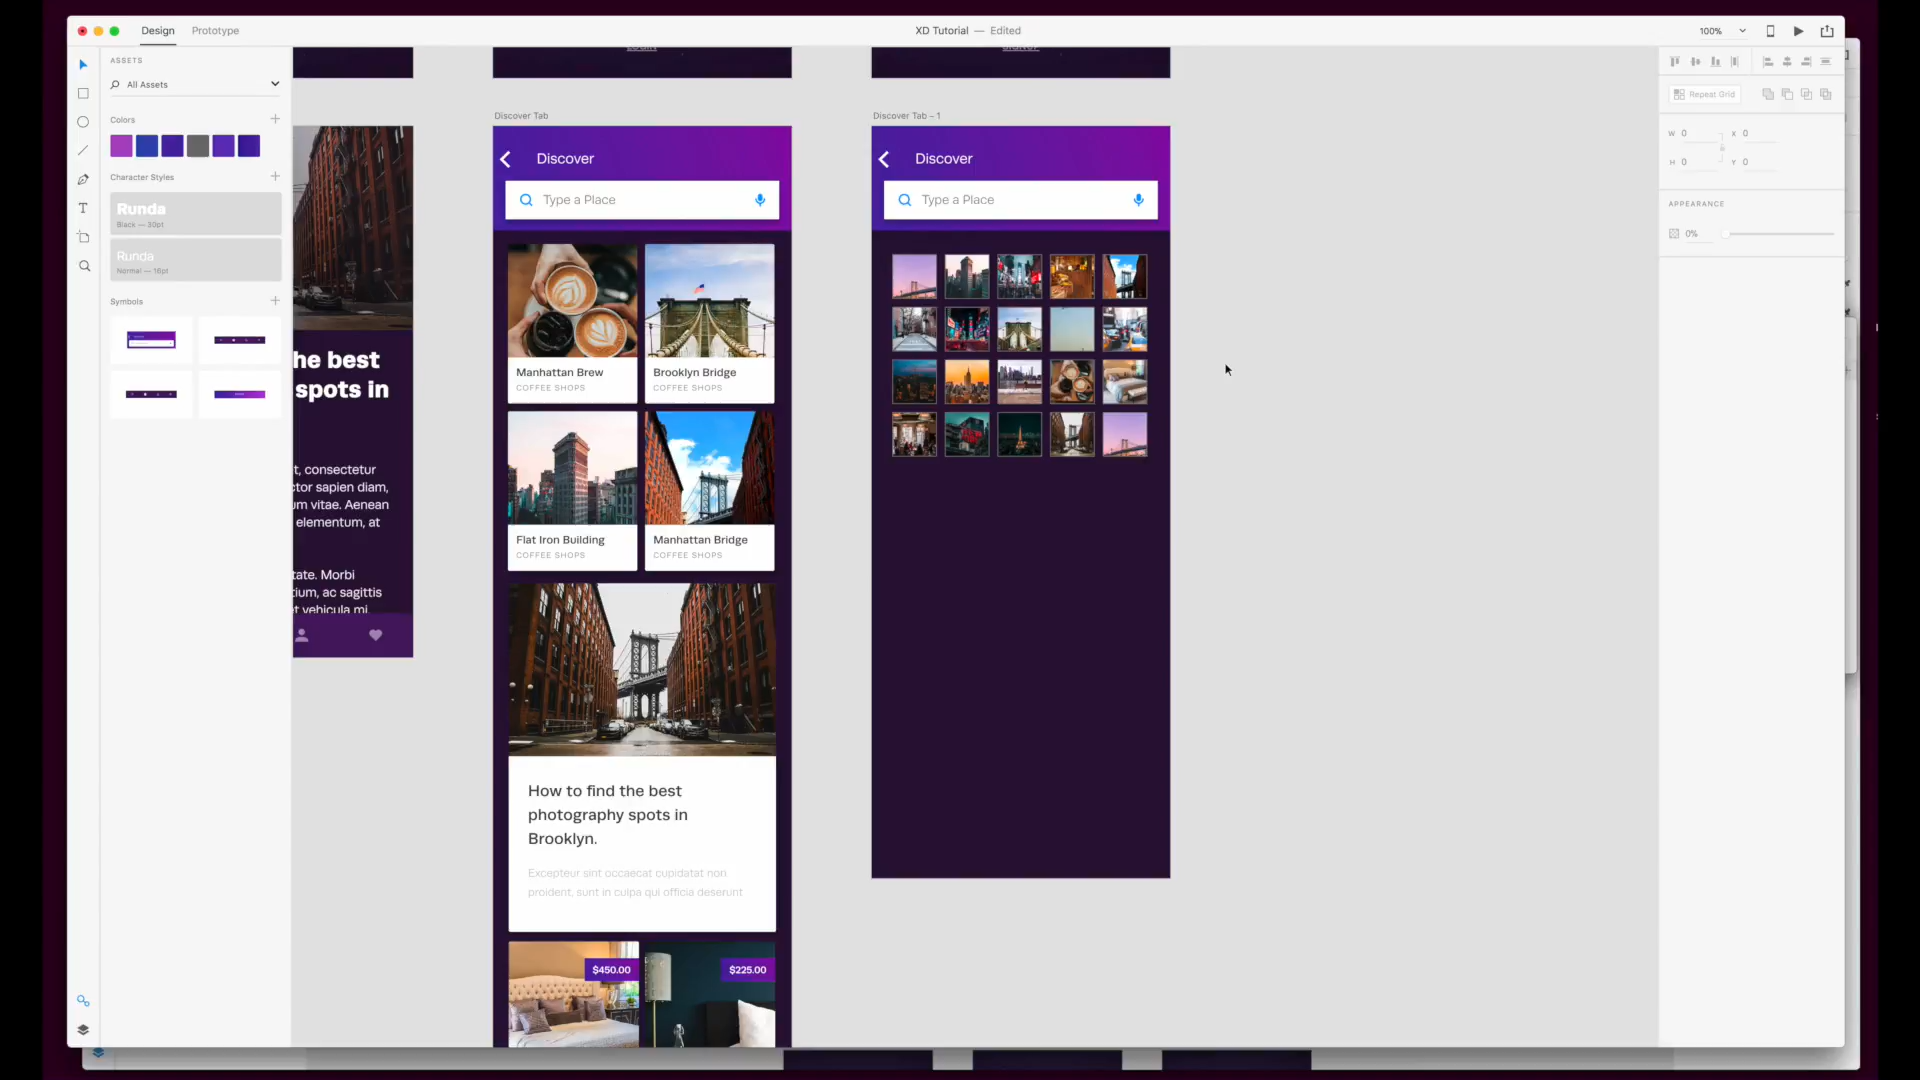 Design
Prototype
XD Tutorial — Edited
100%
ASSETS
All Assets
Colors
Character Styles
Runda
Black — 30pt
Runda
Normal — 16pt
Symbols
he best
spots in
t, consectetur
ctor sapien diam,
um vitae. Aenean
elementum, at
tate. Morbi
tium, ac sagittis
et vehicula mi.
LOGIN
Discover Tab
Discover
Type a Place
Manhattan Brew
COFFEE SHOPS
Brooklyn Bridge
COFFEE SHOPS
Flat Iron Building
COFFEE SHOPS
Manhattan Bridge
COFFEE SHOPS
How to find the best
photography spots in
Brooklyn.
Excepteur sint occaecat cupidatat non
proident, sunt in culpa qui officia deserunt
$450.00
$225.00
Discover Tab – 1
Discover
Type a Place
Repeat Grid
W 0
X 0
H 0
Y 0
APPEARANCE
0%